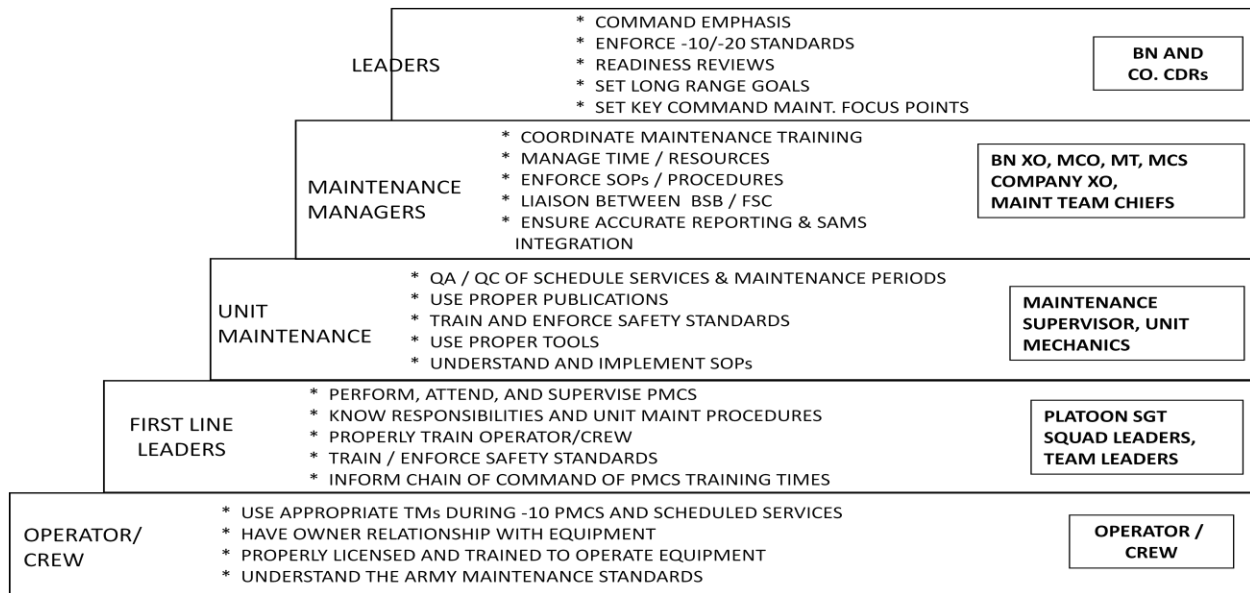 LEADERS
* COMMAND EMPHASIS
* ENFORCE -10/-20 STANDARDS
* READINESS REVIEWS
* SET LONG RANGE GOALS
* SET KEY COMMAND MAINT. FOCUS POINTS
BN AND
CO. CDRs
MAINTENANCE
MANAGERS
* COORDINATE MAINTENANCE TRAINING
* MANAGE TIME / RESOURCES
* ENFORCE SOPs / PROCEDURES
* LIAISON BETWEEN BSB / FSC
* ENSURE ACCURATE REPORTING & SAMS
INTEGRATION
BN XO, MCO, MT, MCS
COMPANY XO,
MAINT TEAM CHIEFS
UNIT
MAINTENANCE
* QA / QC OF SCHEDULE SERVICES & MAINTENANCE PERIODS
* USE PROPER PUBLICATIONS
* TRAIN AND ENFORCE SAFETY STANDARDS
* USE PROPER TOOLS
* UNDERSTAND AND IMPLEMENT SOPs
MAINTENANCE
SUPERVISOR, UNIT
MECHANICS
FIRST LINE
LEADERS
* PERFORM, ATTEND, AND SUPERVISE PMCS
* KNOW RESPONSIBILITIES AND UNIT MAINT PROCEDURES
* PROPERLY TRAIN OPERATOR/CREW
* TRAIN / ENFORCE SAFETY STANDARDS
* INFORM CHAIN OF COMMAND OF PMCS TRAINING TIMES
PLATOON SGT
SQUAD LEADERS,
TEAM LEADERS
OPERATOR/
CREW
* USE APPROPRIATE TMs DURING -10 PMCS AND SCHEDULED SERVICES
* HAVE OWNER RELATIONSHIP WITH EQUIPMENT
* PROPERLY LICENSED AND TRAINED TO OPERATE EQUIPMENT
* UNDERSTAND THE ARMY MAINTENANCE STANDARDS
OPERATOR /
CREW